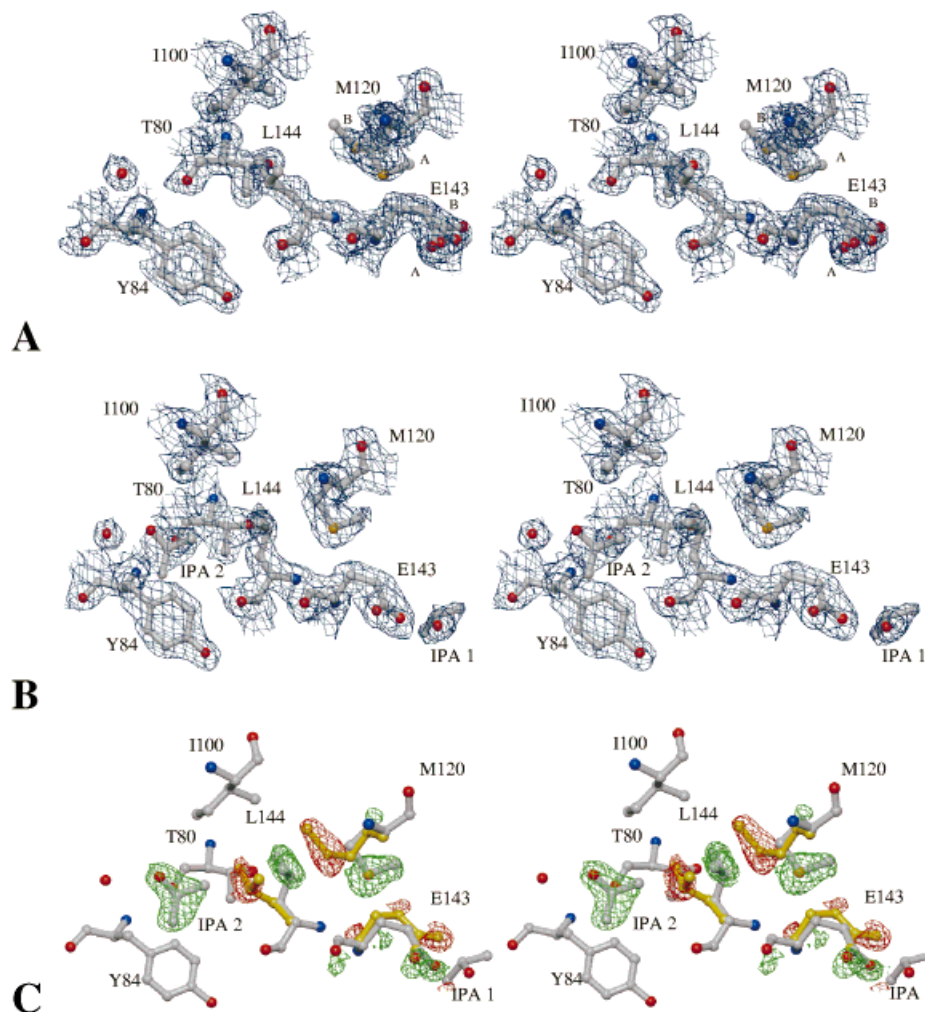 I100 I100
M120 M120
B B
T80 L144 T80 L144
A A
E143 E143
B B
A A
Y84 Y84
A
I100 I100
M120 M120
T80 L144 T80 L144
E143 E143
IPA 2 IPA 2
Y84 Y84
IPA 1 IPA 1
B
I100 I100
M120 M120
L144 L144
T80 T80
E143 E143
IPA 2 IPA 2
Y84 Y84
IPA 1 IPA 1
C